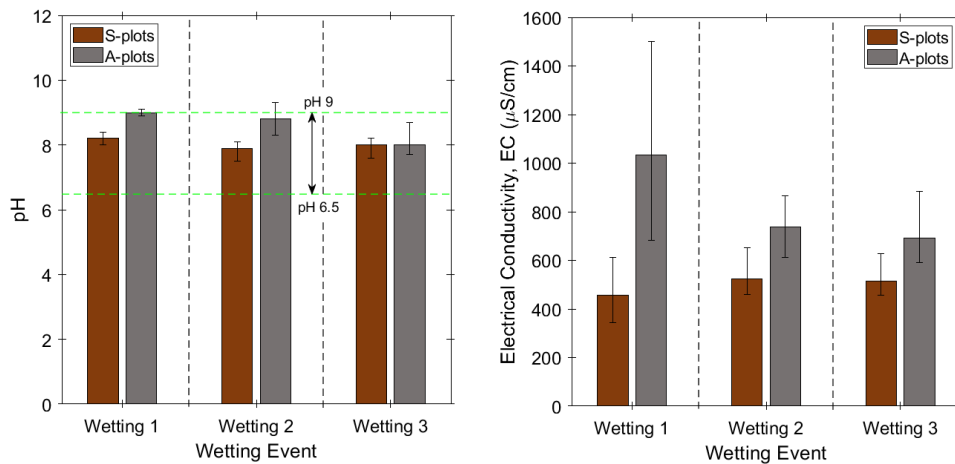 12
10
8
6
4
2
0
pH
S-plots
A-plots
pH 9
pH 6.5
Wetting 1
Wetting 2
Wetting 3
Wetting Event
1600
1400
1200
1000
800
600
400
200
0
Electrical Conductivity, EC (μS/cm)
S-plots
A-plots
Wetting 1
Wetting 2
Wetting 3
Wetting Event